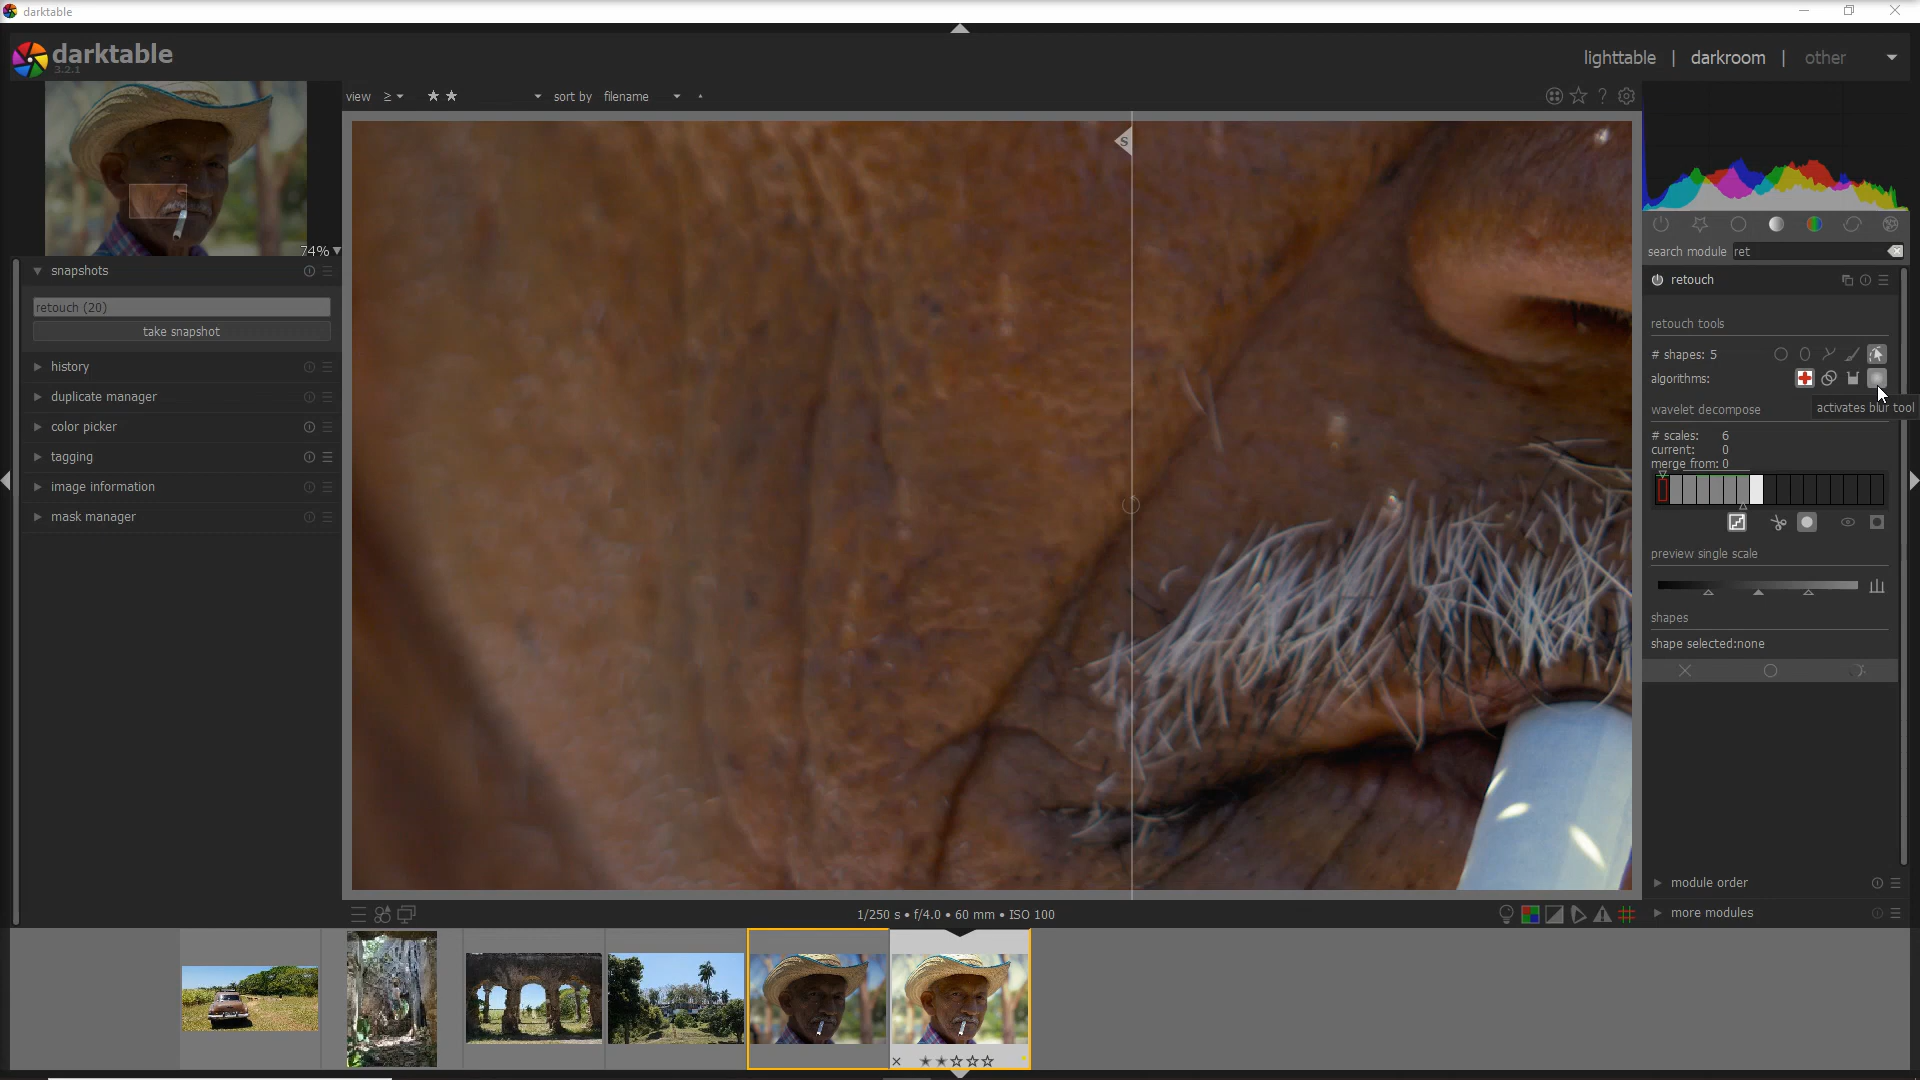 darktable
darktable
3.2.1
lighttable | darkroom | other
view ≥ ★ ★ sort by filename
?
S
74%
snapshots
retouch (20)
take snapshot
history
duplicate manager
color picker
tagging
image information
mask manager
search module ret
retouch
retouch tools
# shapes: 5
algorithms:
activates blur tool
wavelet decompose
# scales: 6
current: 0
merge from: 0
preview single scale
shapes
shape selected:none
module order
more modules
1/250 s • f/4.0 • 60 mm • ISO 100